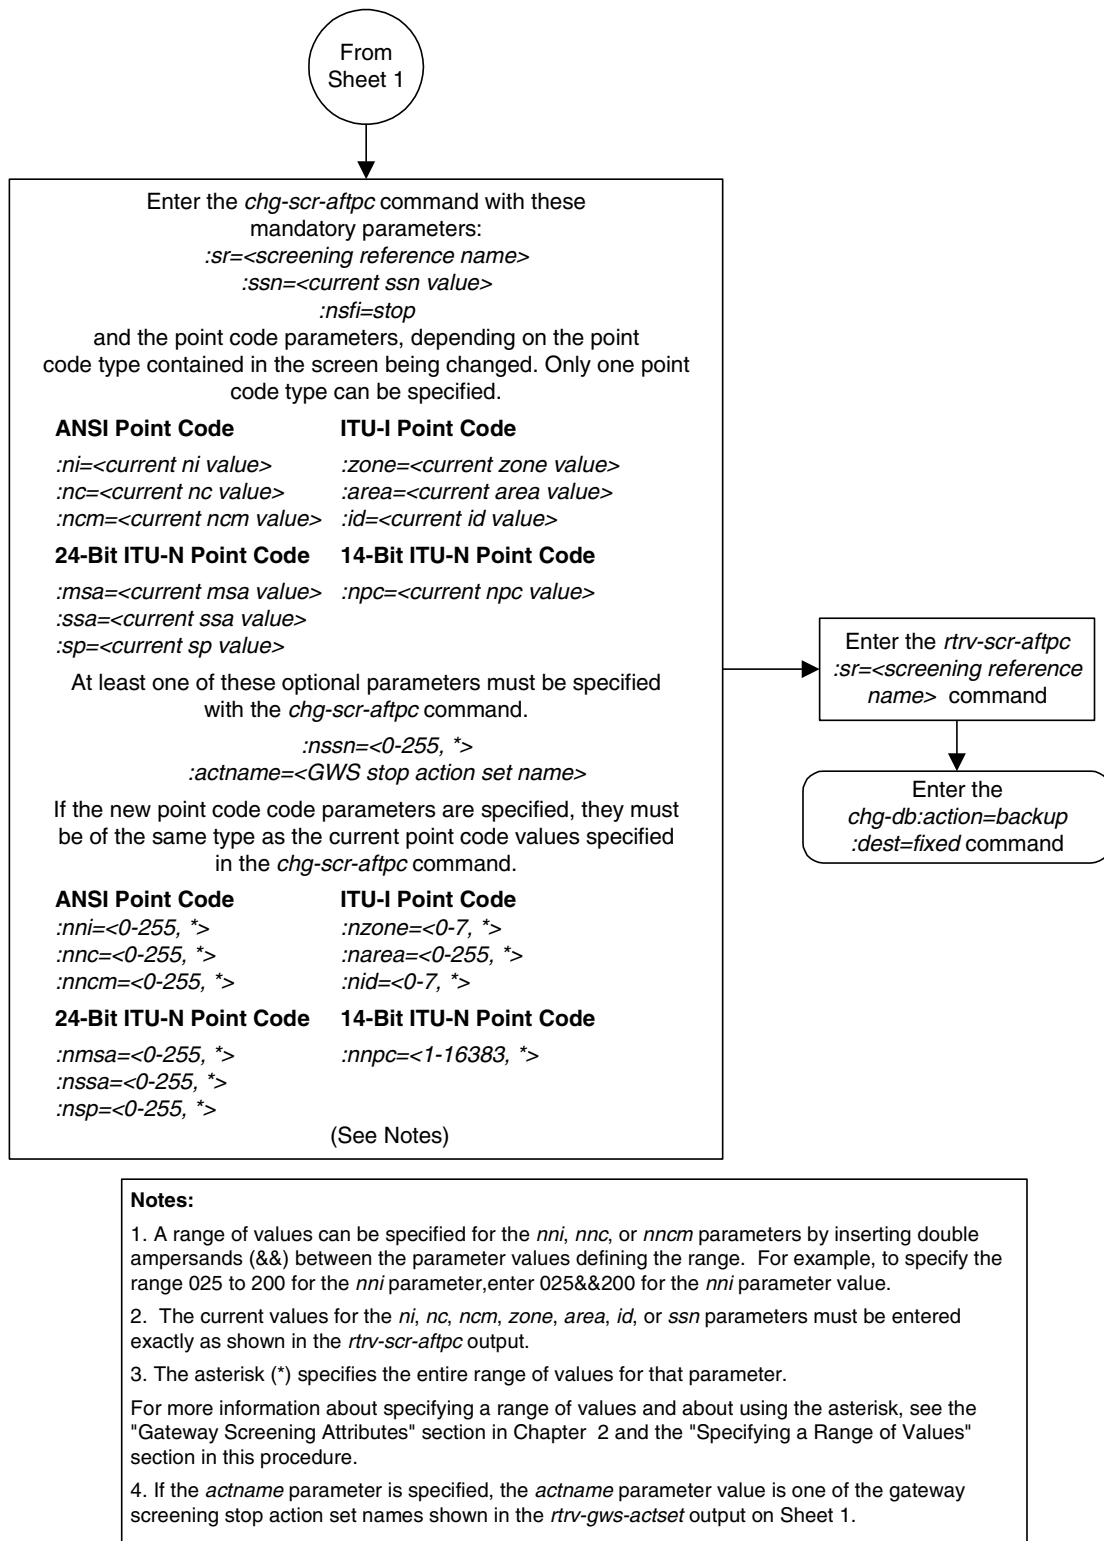 From
Sheet 1
Enter the chg-scr-aftpc command with these
mandatory parameters:
:sr=<screening reference name>
:ssn=<current ssn value>
:nsfi=stop
and the point code parameters, depending on the point
code type contained in the screen being changed. Only one point
code type can be specified.
ANSI Point Code
:ni=<current ni value>
:nc=<current nc value>
:ncm=<current ncm value>
ITU-I Point Code
:zone=<current zone value>
:area=<current area value>
:id=<current id value>
24-Bit ITU-N Point Code
:msa=<current msa value>
:ssa=<current ssa value>
:sp=<current sp value>
14-Bit ITU-N Point Code
:npc=<current npc value>
At least one of these optional parameters must be specified
with the chg-scr-aftpc command.
:nssn=<0-255, *>
:actname=<GWS stop action set name>
If the new point code code parameters are specified, they must
be of the same type as the current point code values specified
in the chg-scr-aftpc command.
ANSI Point Code
:nni=<0-255, *>
:nnc=<0-255, *>
:nncm=<0-255, *>
ITU-I Point Code
:nzone=<0-7, *>
:narea=<0-255, *>
:nid=<0-7, *>
24-Bit ITU-N Point Code
:nmsa=<0-255, *>
:nssa=<0-255, *>
:nsp=<0-255, *>
14-Bit ITU-N Point Code
:nnpc=<1-16383, *>
(See Notes)
Enter the rtrv-scr-aftpc
:sr=<screening reference
name> command
Enter the
chg-db:action=backup
:dest=fixed command
Notes:
1. A range of values can be specified for the nni, nnc, or nncm parameters by inserting double
ampersands (&&) between the parameter values defining the range. For example, to specify the
range 025 to 200 for the nni parameter,enter 025&&200 for the nni parameter value.
2. The current values for the ni, nc, ncm, zone, area, id, or ssn parameters must be entered
exactly as shown in the rtrv-scr-aftpc output.
3. The asterisk (*) specifies the entire range of values for that parameter.
For more information about specifying a range of values and about using the asterisk, see the
"Gateway Screening Attributes" section in Chapter 2 and the "Specifying a Range of Values"
section in this procedure.
4. If the actname parameter is specified, the actname parameter value is one of the gateway
screening stop action set names shown in the rtrv-gws-actset output on Sheet 1.